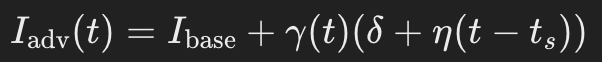 I_adv(t) = I_base + γ(t)(δ + η(t − t_s))